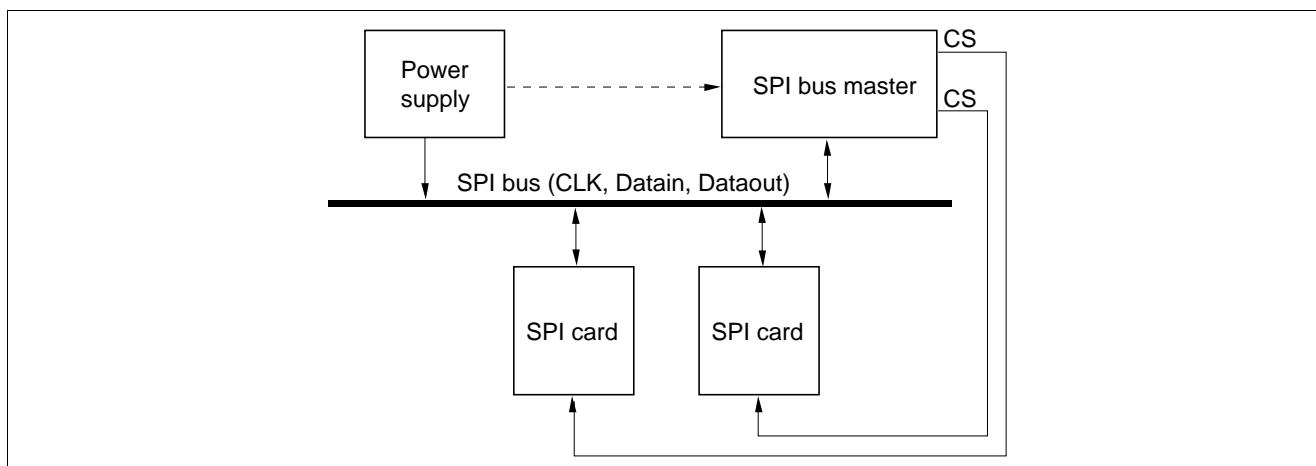 Power
supply
SPI bus master
CS
CS
SPI bus (CLK, Datain, Dataout)
SPI card
SPI card